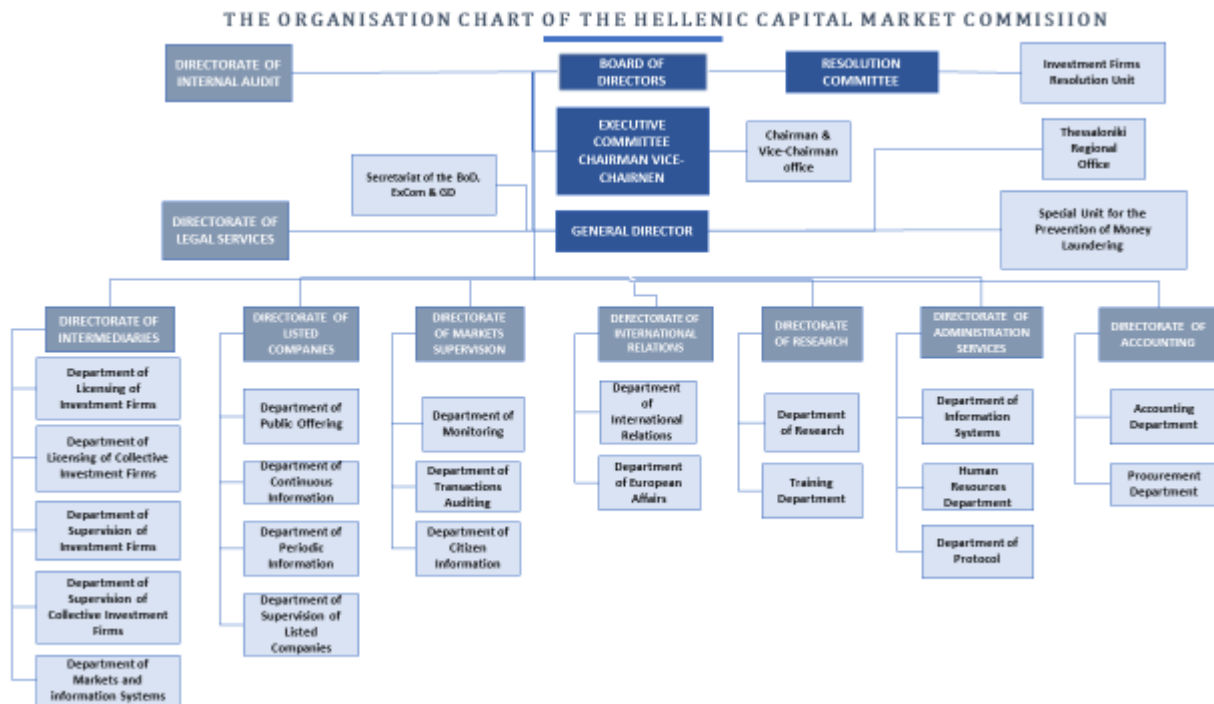 THE ORGANISATION CHART OF THE HELLENIC CAPITAL MARKET COMMISIION
DIRECTORATE OF
INTERNAL AUDIT
BOARD OF
DIRECTORS
RESOLUTION
COMMITTEE
Investment Firms
Resolution Unit
EXECUTIVE
COMMITTEE
CHAIRMAN VICE-
CHAIRNEN
Chairman &
Vice-Chairman
office
Thessaloniki
Regional
Office
Secretariat of the BoD,
ExCom & GD
DIRECTORATE OF
LEGAL SERVICES
GENERAL DIRECTOR
Special Unit for the
Prevention of Money
Laundering
DIRECTORATE OF
INTERMEDIARIES
Department of
Licensing of
Investment Firms
Department of
Licensing of Collective
Investment Firms
Department of
Supervision of
Investment Firms
Department of
Supervision of
Collective Investment
Firms
Department of
Markets and
information Systems
DIRECTORATE OF
LISTED
COMPANIES
Department of
Public Offering
Department of
Continuous
Information
Department of
Periodic
Information
Department of
Supervision of
Listed
Companies
DIRECTORATE
OF MARKETS
SUPERVISION
Department of
Monitoring
Department of
Transactions
Auditing
Department of
Citizen
Information
DERECTORATE OF
INTERNATIONAL
RELATIONS
Department
of
International
Relations
Department
of European
Affairs
DIRECTORATE
OF RESEARCH
Department
of Research
Training
Department
DIRECTORATE OF
ADMINISTRATION
SERVICES
Department of
Information
Systems
Human
Resources
Department
Department of
Protocol
DIRECTORATE OF
ACCOUNTING
Accounting
Department
Procurement
Department